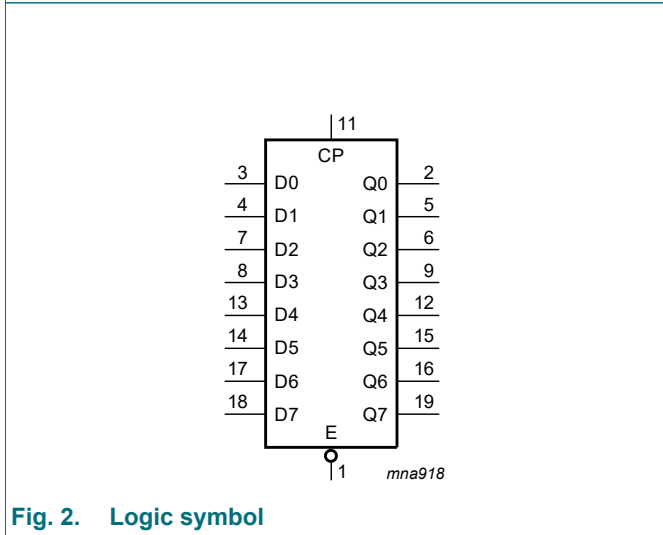 11
CP
3 D0 Q0 2
4 D1 Q1 5
7 D2 Q2 6
8 D3 Q3 9
13 D4 Q4 12
14 D5 Q5 15
17 D6 Q6 16
18 D7 Q7 19
E
1 mna918
Fig. 2. Logic symbol